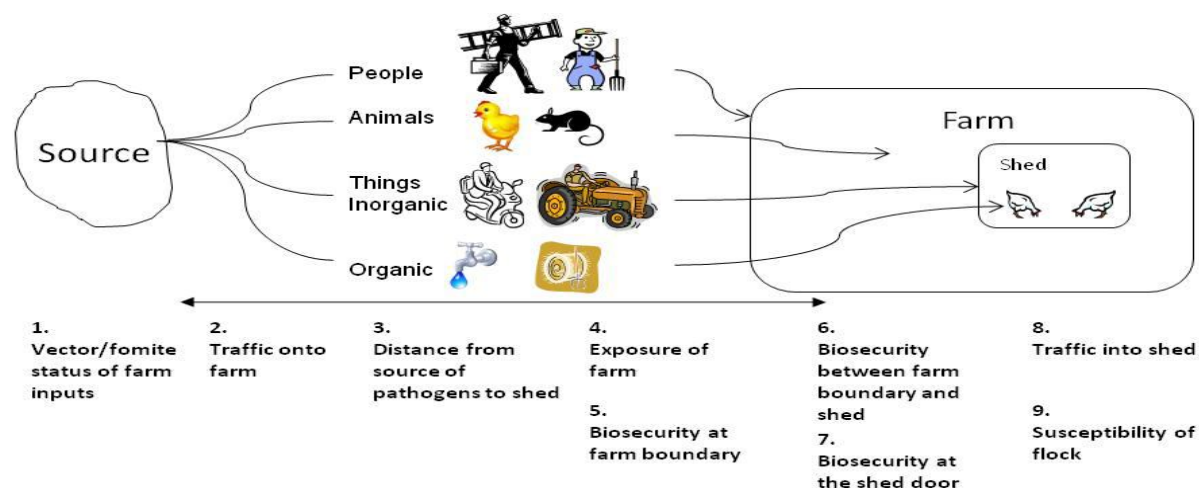 People
Animals
Source
Things
Inorganic
Organic
Farm
Shed
1.
Vector/fomite
status of farm
inputs
2.
Traffic onto
farm
3.
Distance from
source of
pathogens to shed
4.
Exposure of
farm
5.
Biosecurity at
farm boundary
6.
Biosecurity
between farm
boundary and
shed
7.
Biosecurity at
the shed door
8.
Traffic into shed
9.
Susceptibility of
flock